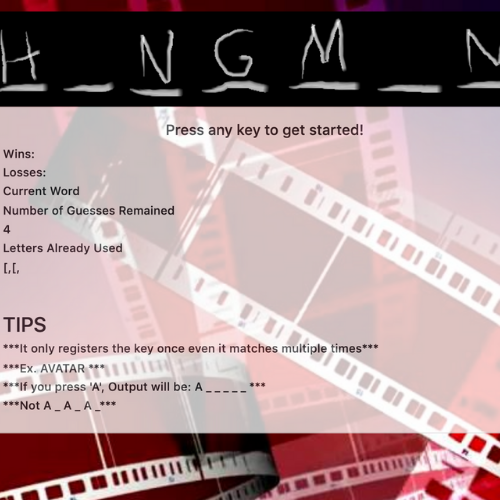 H _ N G M _ N
Press any key to get started!
Wins:
Losses:
Current Word
Number of Guesses Remained
4
Letters Already Used
[,[,
TIPS
***It only registers the key once even it matches multiple times***
***Ex. AVATAR ***
***If you press 'A', Output will be: A _ _ _ _ _ ***
***Not A _ A _ A _***